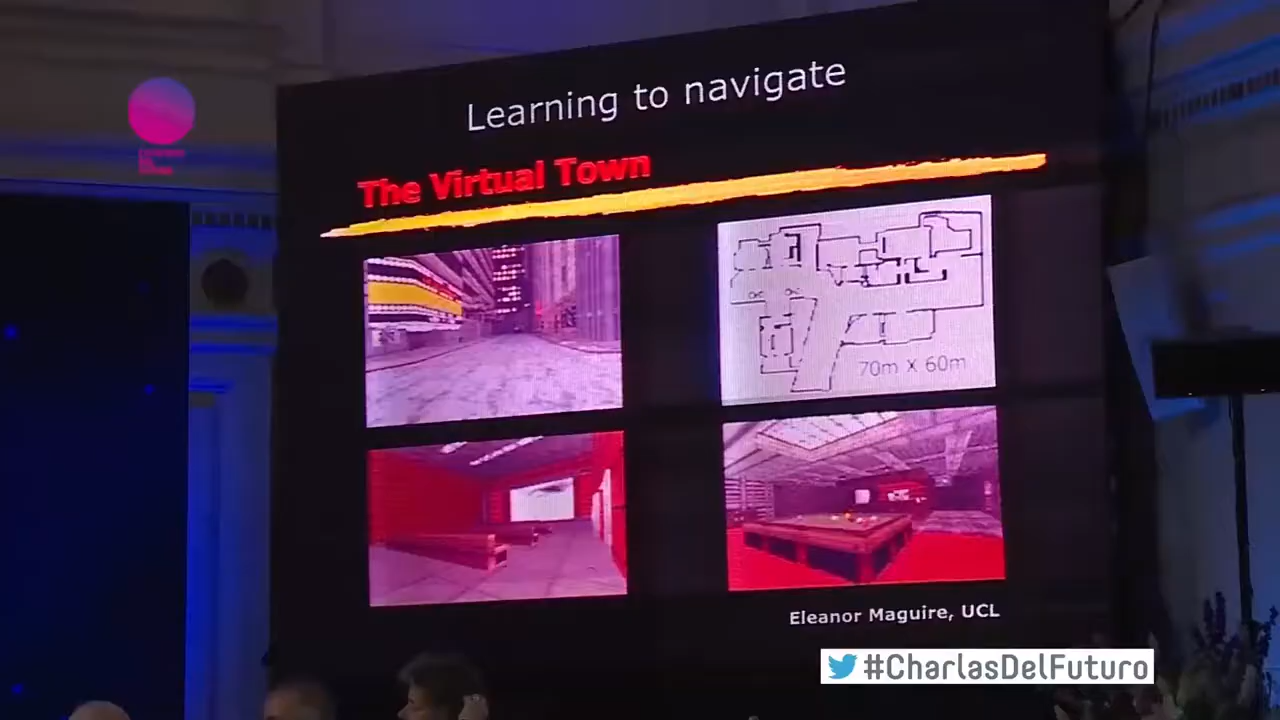 Learning to navigate
The Virtual Town
70m X 60m
Eleanor Maguire, UCL
#CharlasDelFuturo